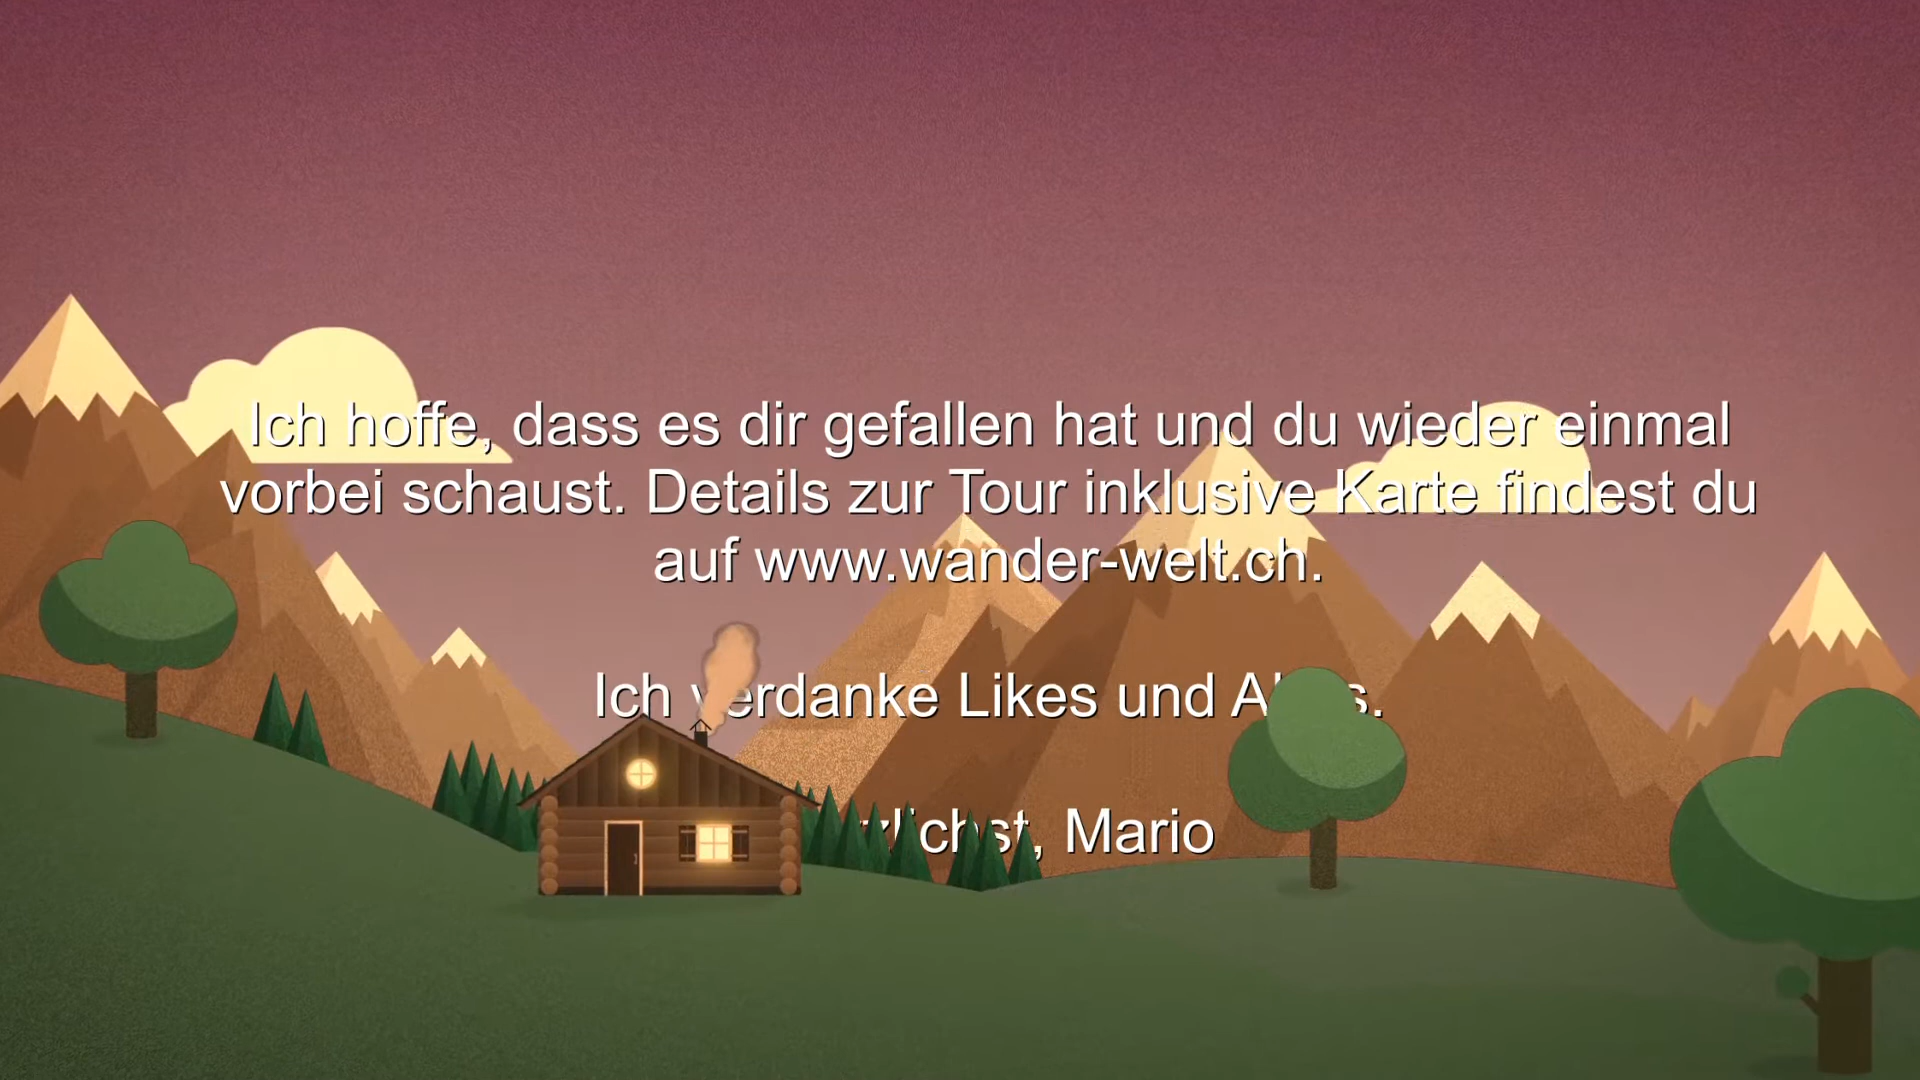 Ich hoffe, dass es dir gefallen hat und du wieder einmal
vorbei schaust. Details zur Tour inklusive Karte findest du
auf www.wander-welt.ch.
Ich verdanke Likes und
Mario